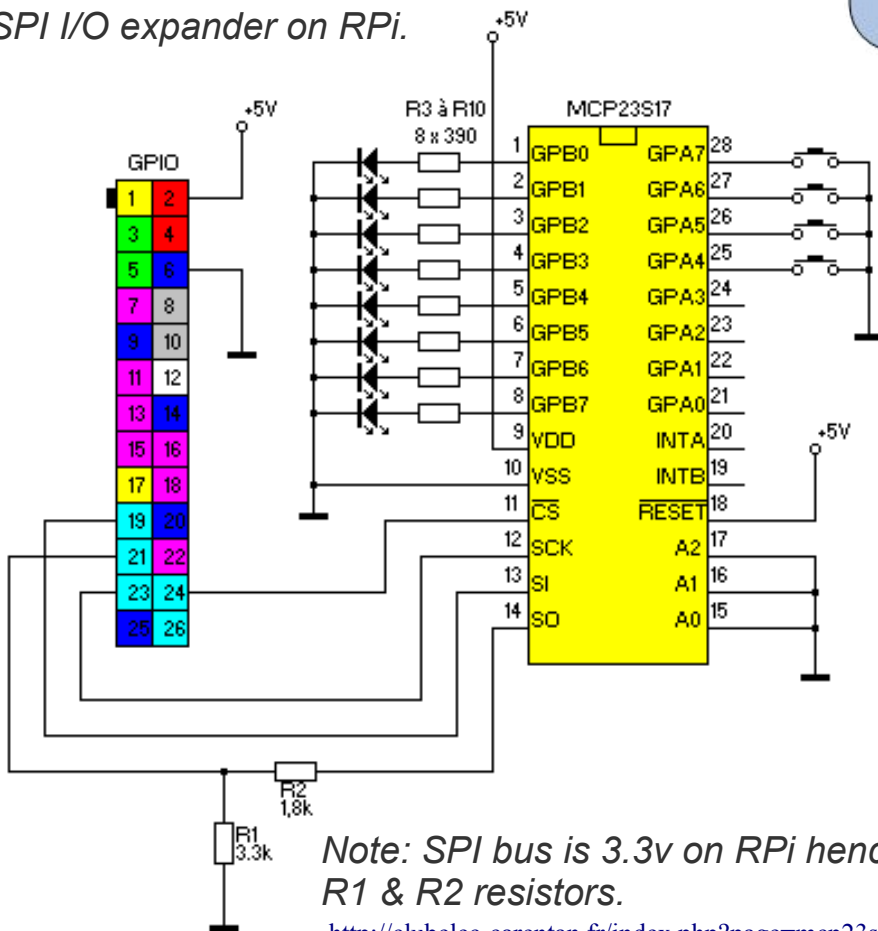 SPI I/O expander on RPi.
+5V
+5V
R3 à R10
8 x 390
MCP23S17
GPIO
1 2
3 4
5 6
7 8
9 10
11 12
13 14
15 16
17 18
19 20
21 22
23 24
25 26
1 GPB0 GPA7 28
2 GPB1 GPA6 27
3 GPB2 GPA5 26
4 GPB3 GPA4 25
5 GPB4 GPA3 24
6 GPB5 GPA2 23
7 GPB6 GPA1 22
8 GPB7 GPA0 21
9 VDD INTA 20
10 VSS INTB 19
11 CS RESET 18
12 SCK A2 17
13 SI A1 16
14 SO A0 15
+5V
R2
1,8k
R1
3.3k
Note: SPI bus is 3.3v on RPi
R1 & R2 resistors.